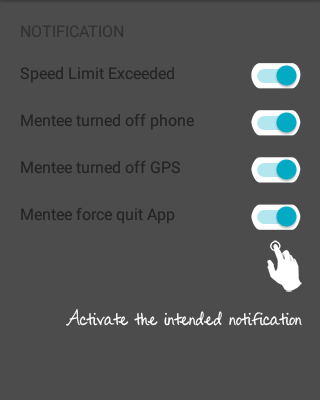 NOTIFICATION
Speed Limit Exceeded
Mentee turned off phone
Mentee turned off GPS
Mentee force quit App
Activate the intended notification